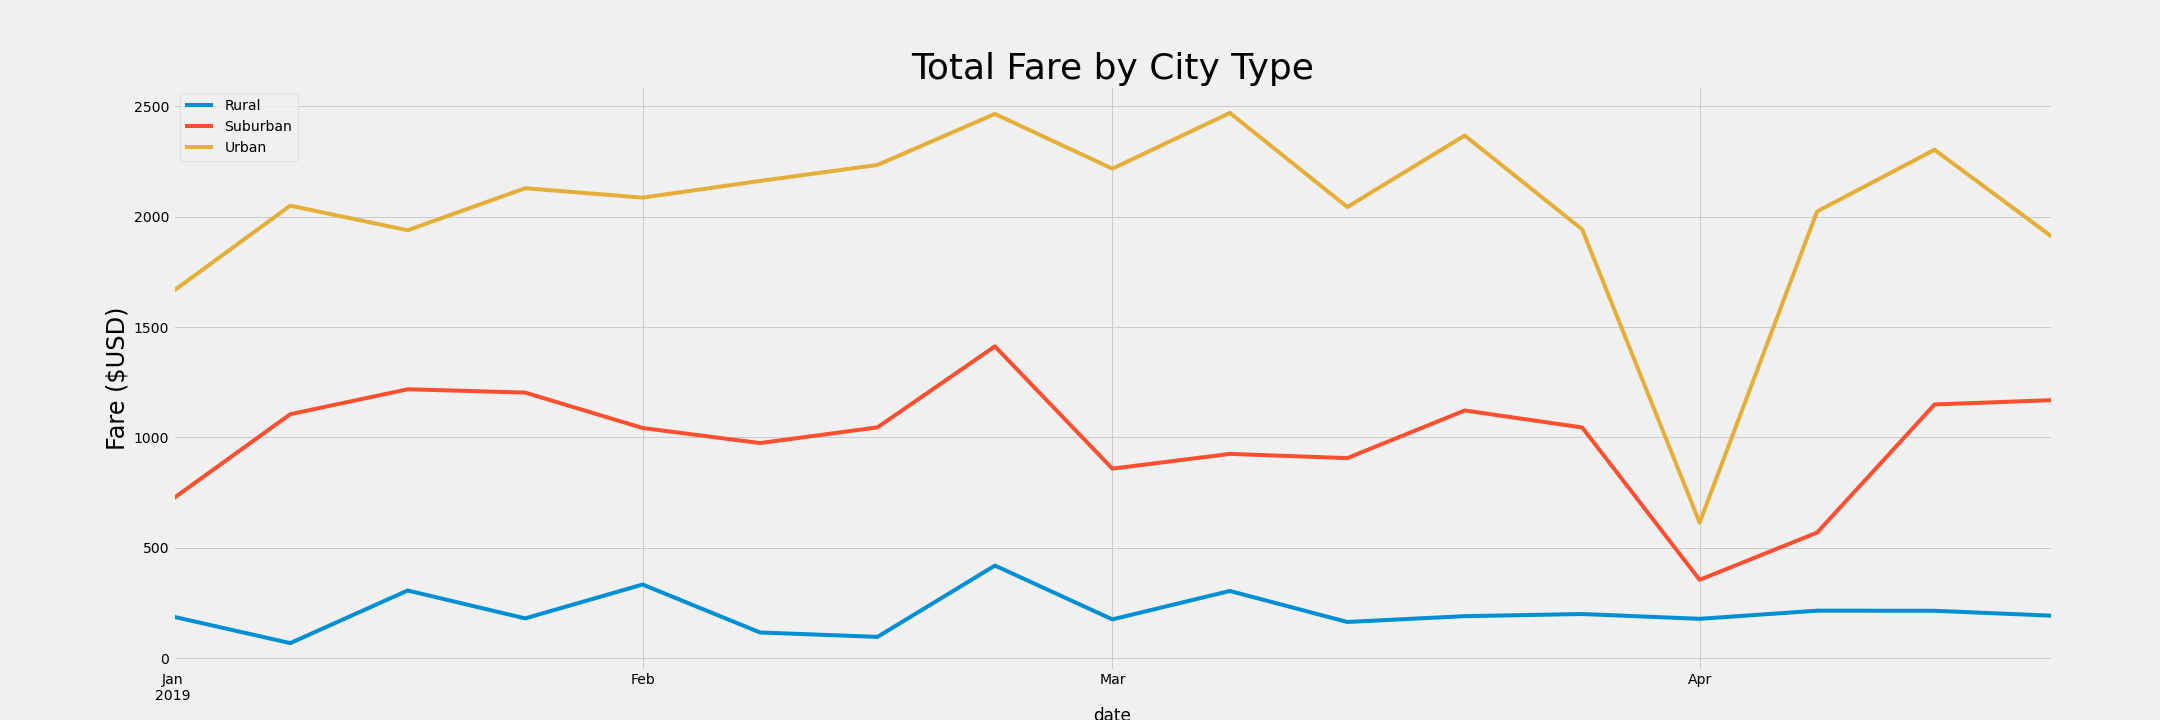 Total Fare by City Type
Rural
Suburban
Urban
Fare ($USD)
2500
2000
1500
1000
500
0
Jan
2019
Feb
Mar
Apr
date